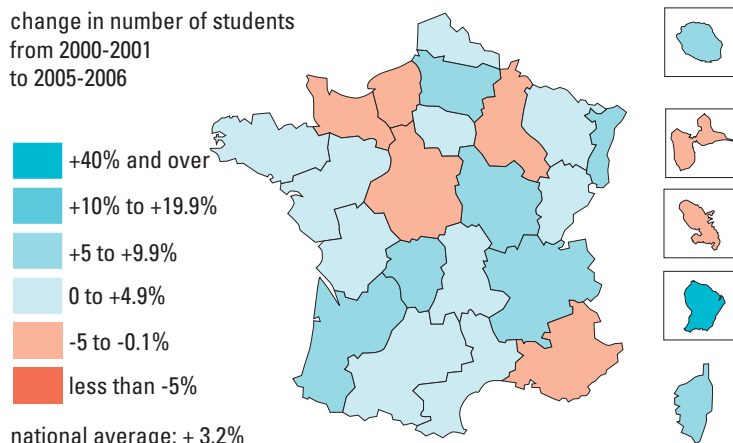 change in number of students
from 2000-2001
to 2005-2006
+40% and over
+10% to +19.9%
+5 to +9.9%
0 to +4.9%
-5 to -0.1%
less than -5%
national average: + 3.2%